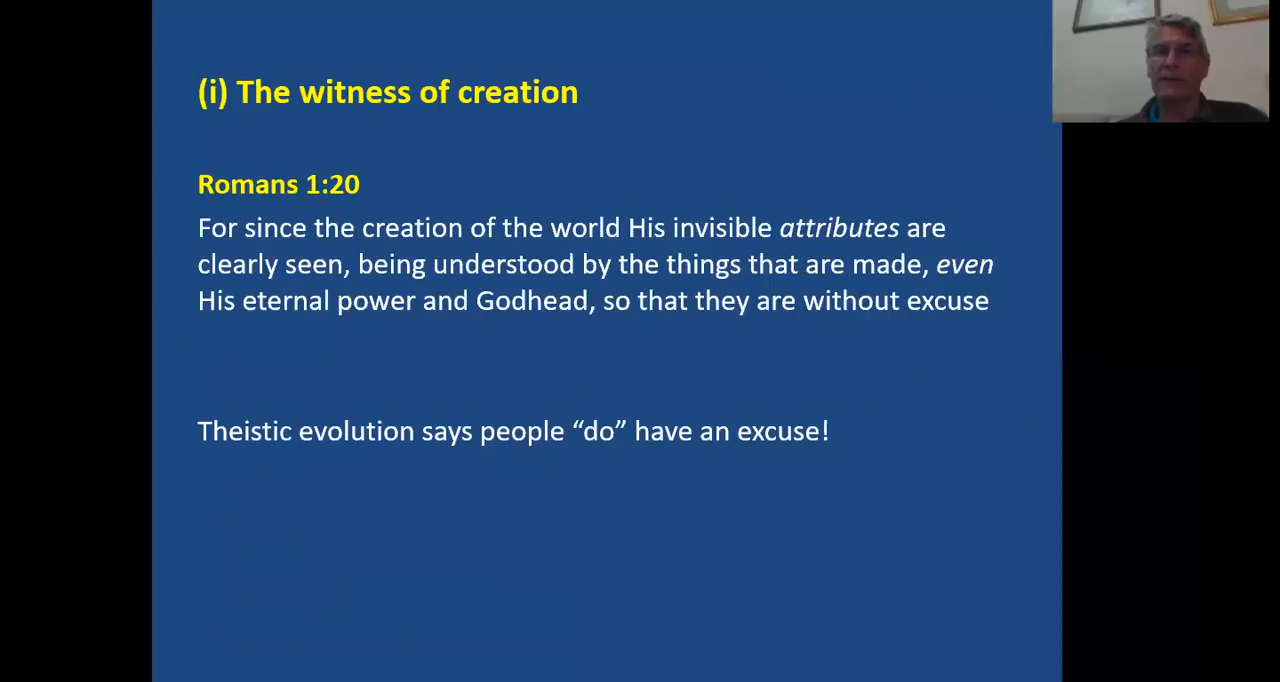 (i) The witness of creation
Romans 1:20
For since the creation of the world His invisible attributes are
clearly seen, being understood by the things that are made, even
His eternal power and Godhead, so that they are without excuse
Theistic evolution says people “do” have an excuse!